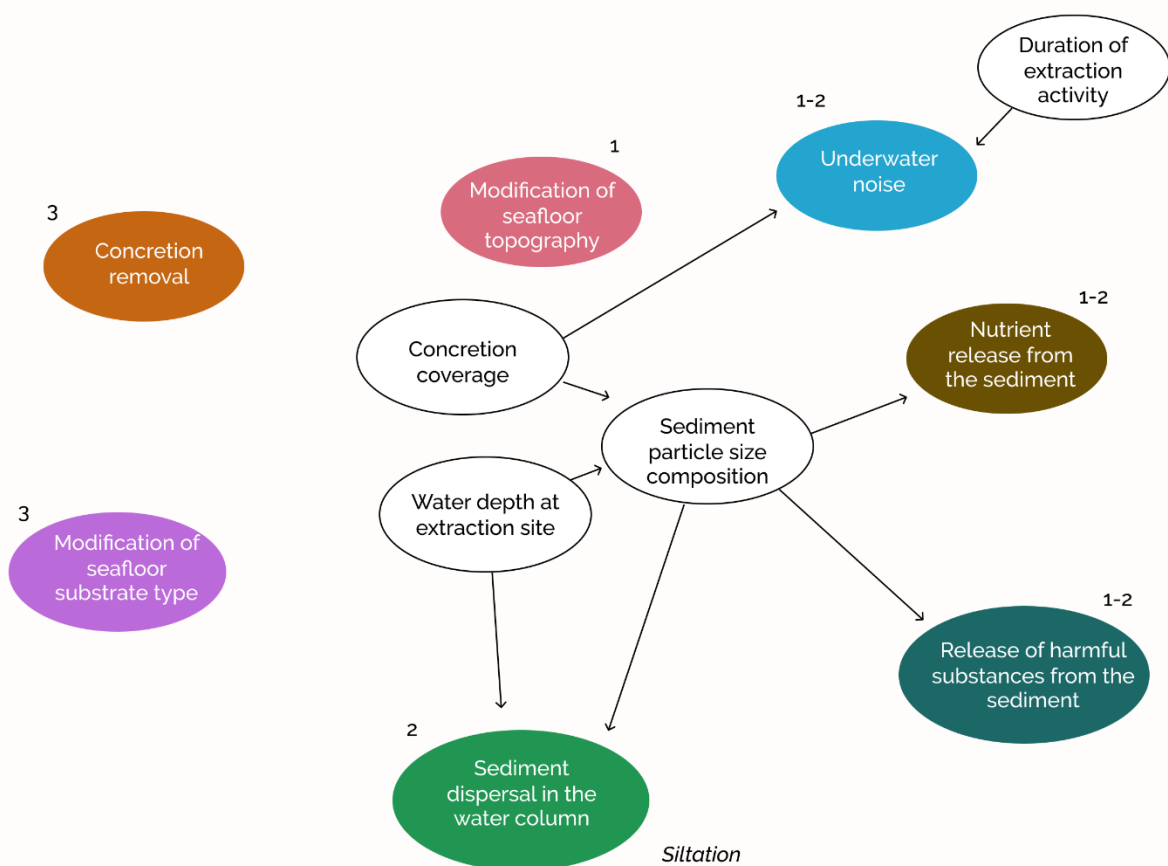 Duration of
extraction
activity
1-2
Underwater
noise
1
Modification of
seafloor
topography
3
Concretion
removal
1-2
Nutrient
release from
the sediment
Concretion
coverage
Sediment
particle size
composition
Water depth at
extraction site
3
Modification of
seafloor
substrate type
1-2
Release of harmful
substances from the
sediment
2
Sediment
dispersal in the
water column
Siltation